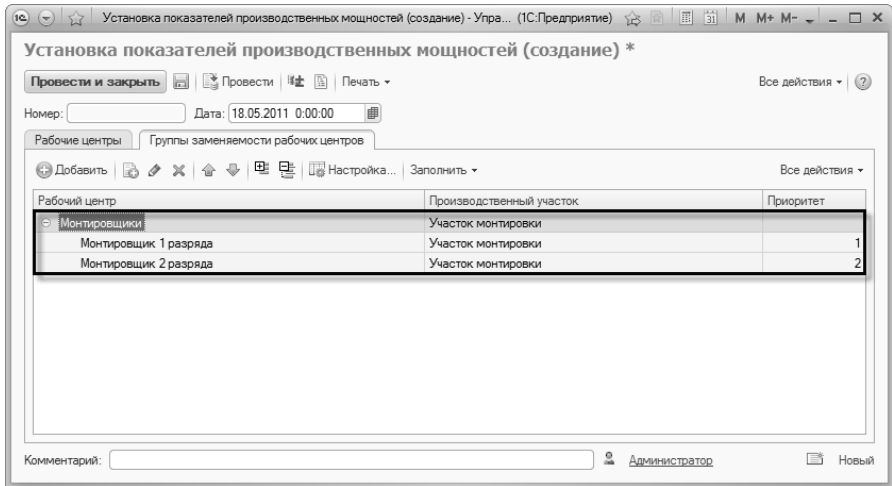 1С Установка показателей производственных мощностей (создание) - Упра... (1С:Предприятие) 31 M M+ M-
Установка показателей производственных мощностей (создание) *
Провести и закрыть Провести Печать Все действия ?
Номер: Дата: 18.05.2011 0:00:00
Рабочие центры Группы заменяемости рабочих центров
Добавить Настройка... Заполнить Все действия
Рабочий центр Производственный участок Приоритет
Монтировщики Участок монтировки
Монтировщик 1 разряда Участок монтировки 1
Монтировщик 2 разряда Участок монтировки 2
Комментарий: Администратор Новый